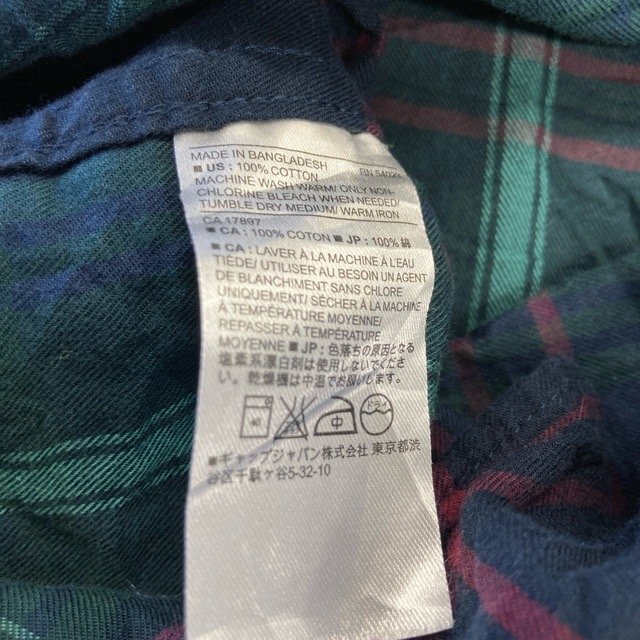 MADE IN BANGLADESH RN 54023
■ US : 100% COTTON
MACHINE WASH WARM/ ONLY NON-
CHLORINE BLEACH WHEN NEEDED/
TUMBLE DRY MEDIUM/ WARM IRON
CA 17897
■ CA : 100% COTON ■ JP : 100% 綿
■ CA : LAVER À LA MACHINE À L'EAU
TIÈDE/ UTILISER AU BESOIN UN AGENT
DE BLANCHIMENT SANS CHLORE
UNIQUEMENT/ SÉCHER À LA MACHINE
À TEMPÉRATURE MOYENNE/
REPASSER À TEMPÉRATURE
MOYENNE ■ JP : 色落ちの原因となる
塩素系漂白剤は使用しないでくださ
い。乾燥機は中温でお願いします。
■ ギャップジャパン株式会社 東京都渋
谷区千駄ヶ谷5-32-10